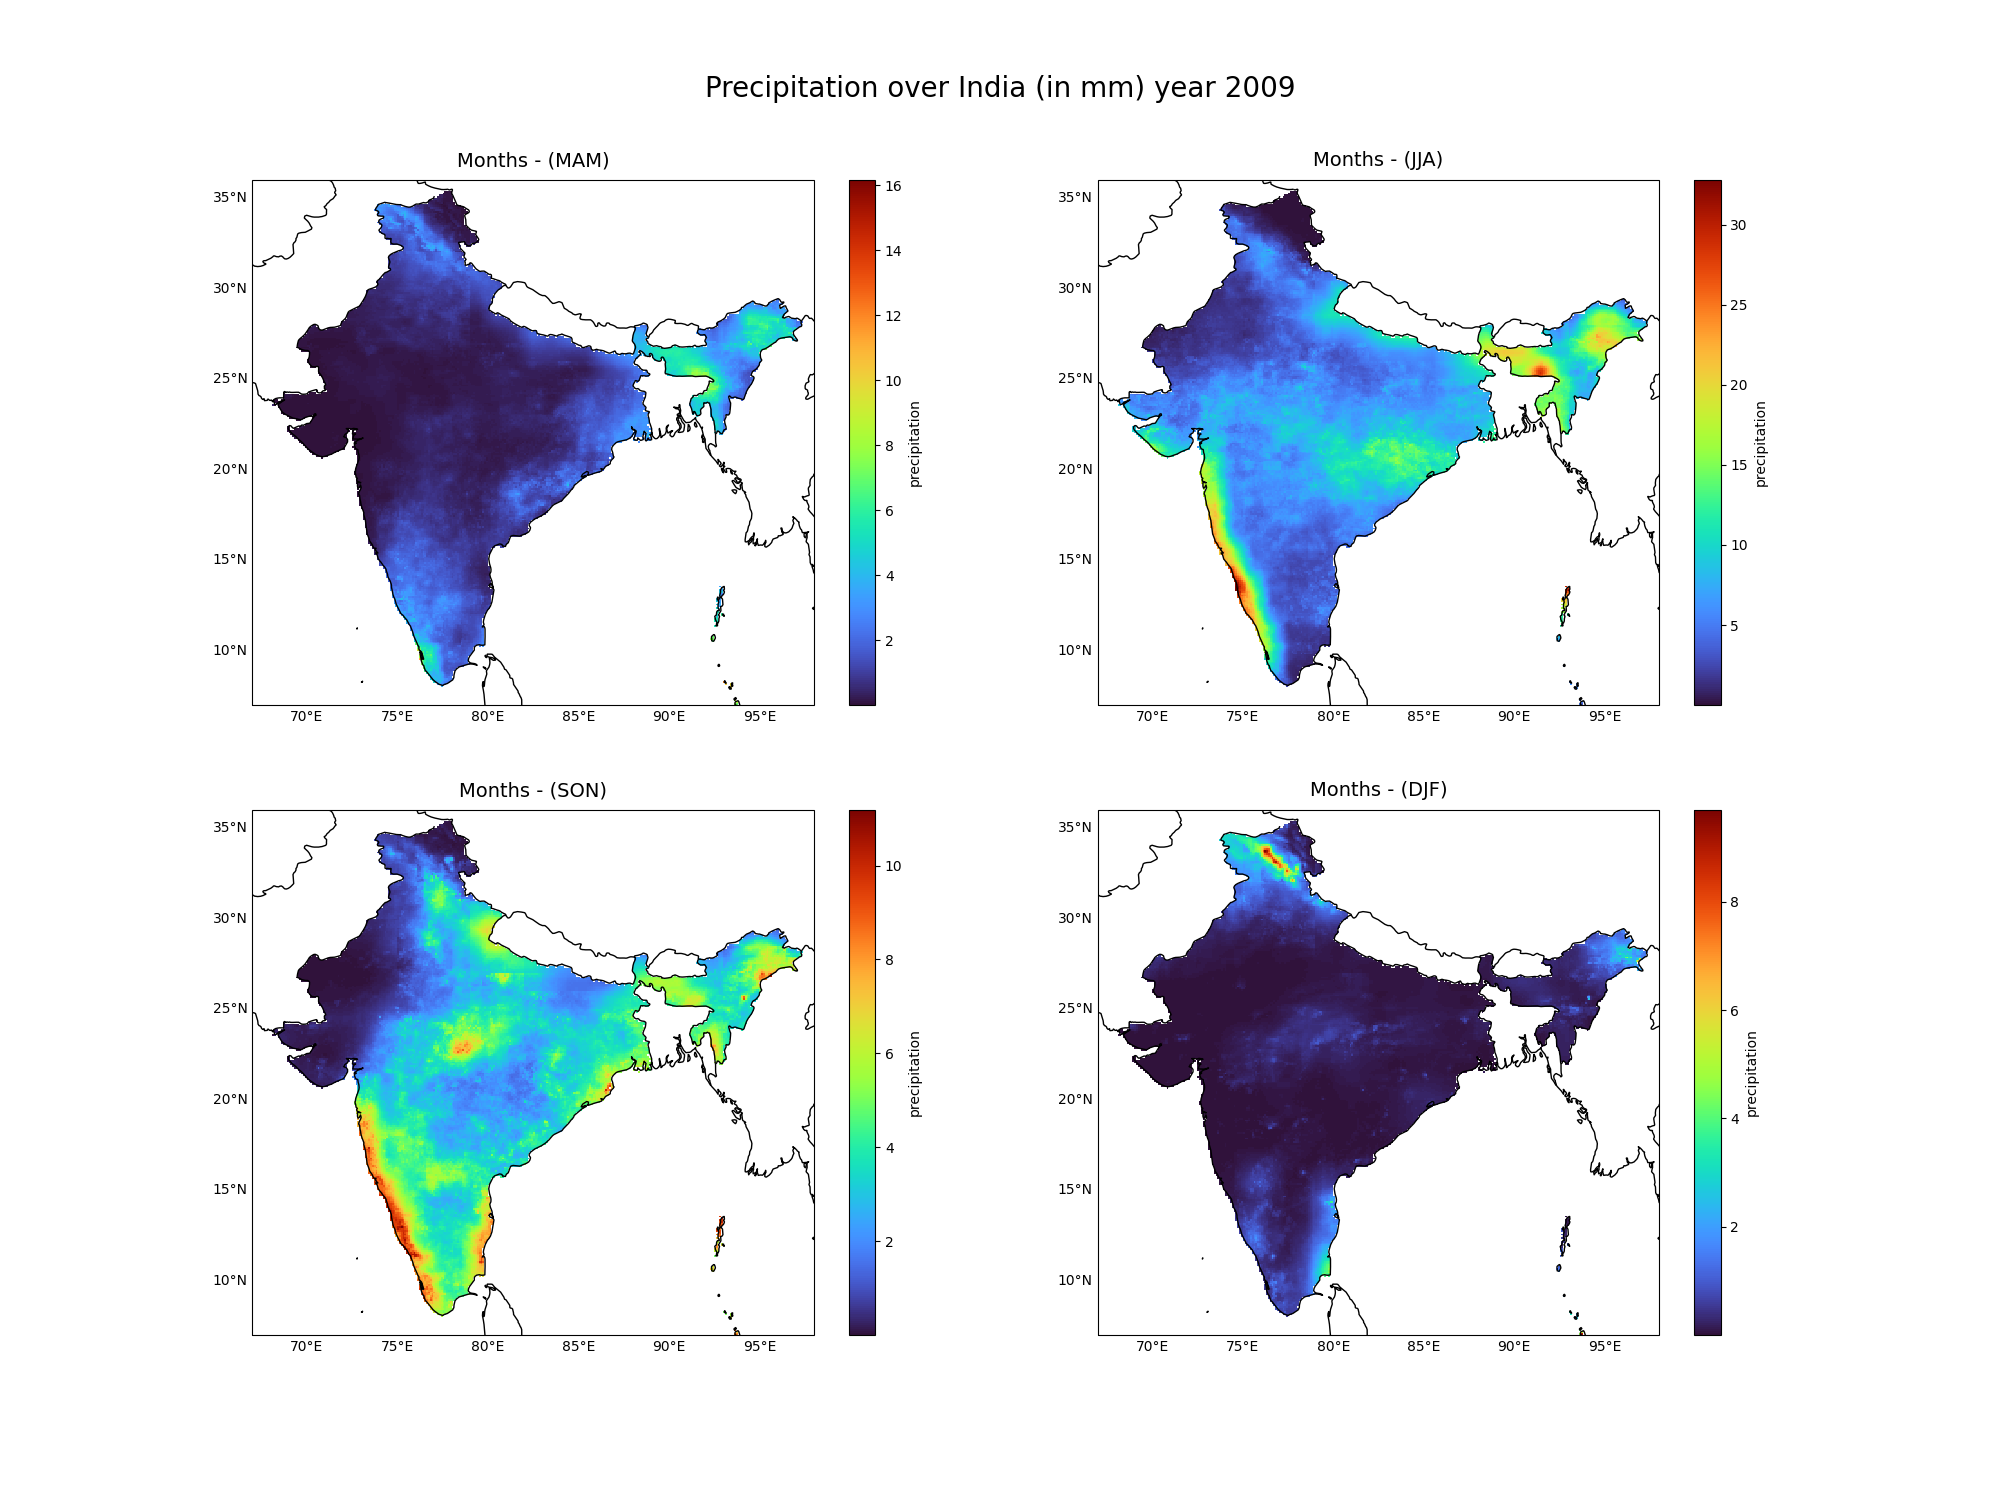 Precipitation over India (in mm) year 2009
Months - (MAM)
35°N
30°N
25°N
20°N
15°N
10°N
70°E 75°E 80°E 85°E 90°E 95°E
16
14
12
10
8
6
4
2
precipitation
Months - (JJA)
35°N
30°N
25°N
20°N
15°N
10°N
70°E 75°E 80°E 85°E 90°E 95°E
30
25
20
15
10
5
precipitation
Months - (SON)
35°N
30°N
25°N
20°N
15°N
10°N
70°E 75°E 80°E 85°E 90°E 95°E
10
8
6
4
2
precipitation
Months - (DJF)
35°N
30°N
25°N
20°N
15°N
10°N
70°E 75°E 80°E 85°E 90°E 95°E
8
6
4
2
precipitation